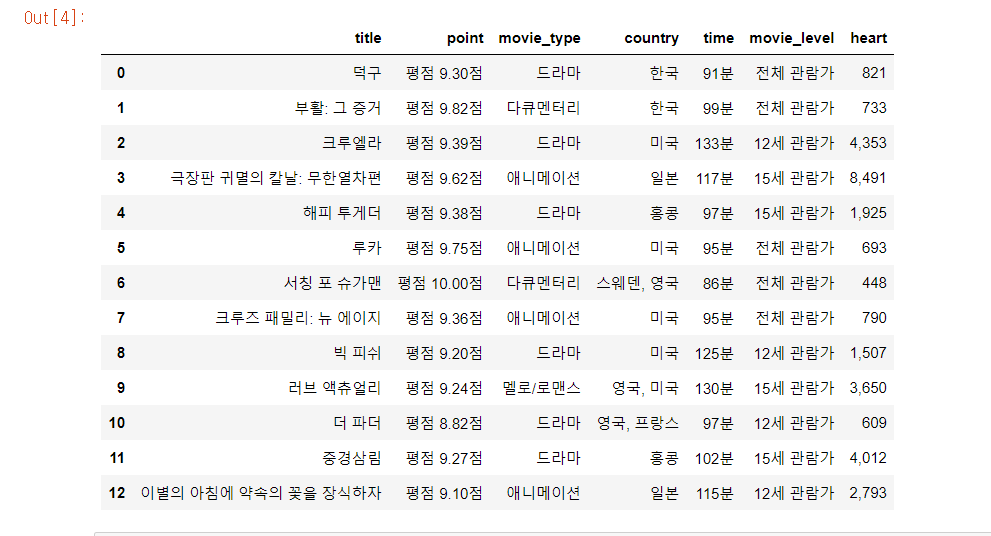 Out[4]:
title point movie_type country time movie_level heart
0 덕구 평점 9.30점 드라마 한국 91분 전체 관람가 821
1 부활: 그 증거 평점 9.82점 다큐멘터리 한국 99분 전체 관람가 733
2 크루엘라 평점 9.39점 드라마 미국 133분 12세 관람가 4,353
3 극장판 귀멸의 칼날: 무한열차편 평점 9.62점 애니메이션 일본 117분 15세 관람가 8,491
4 해피 투게더 평점 9.38점 드라마 홍콩 97분 15세 관람가 1,925
5 루카 평점 9.75점 애니메이션 미국 95분 전체 관람가 693
6 서칭 포 슈가맨 평점 10.00점 다큐멘터리 스웨덴, 영국 86분 전체 관람가 448
7 크루즈 패밀리: 뉴 에이지 평점 9.36점 애니메이션 미국 95분 전체 관람가 790
8 빅 피쉬 평점 9.20점 드라마 미국 125분 12세 관람가 1,507
9 러브 액츄얼리 평점 9.24점 멜로/로맨스 영국, 미국 130분 15세 관람가 3,650
10 더 파더 평점 8.82점 드라마 영국, 프랑스 97분 12세 관람가 609
11 중경삼림 평점 9.27점 드라마 홍콩 102분 15세 관람가 4,012
12 이별의 아침에 약속의 꽃을 장식하자 평점 9.10점 애니메이션 일본 115분 12세 관람가 2,793